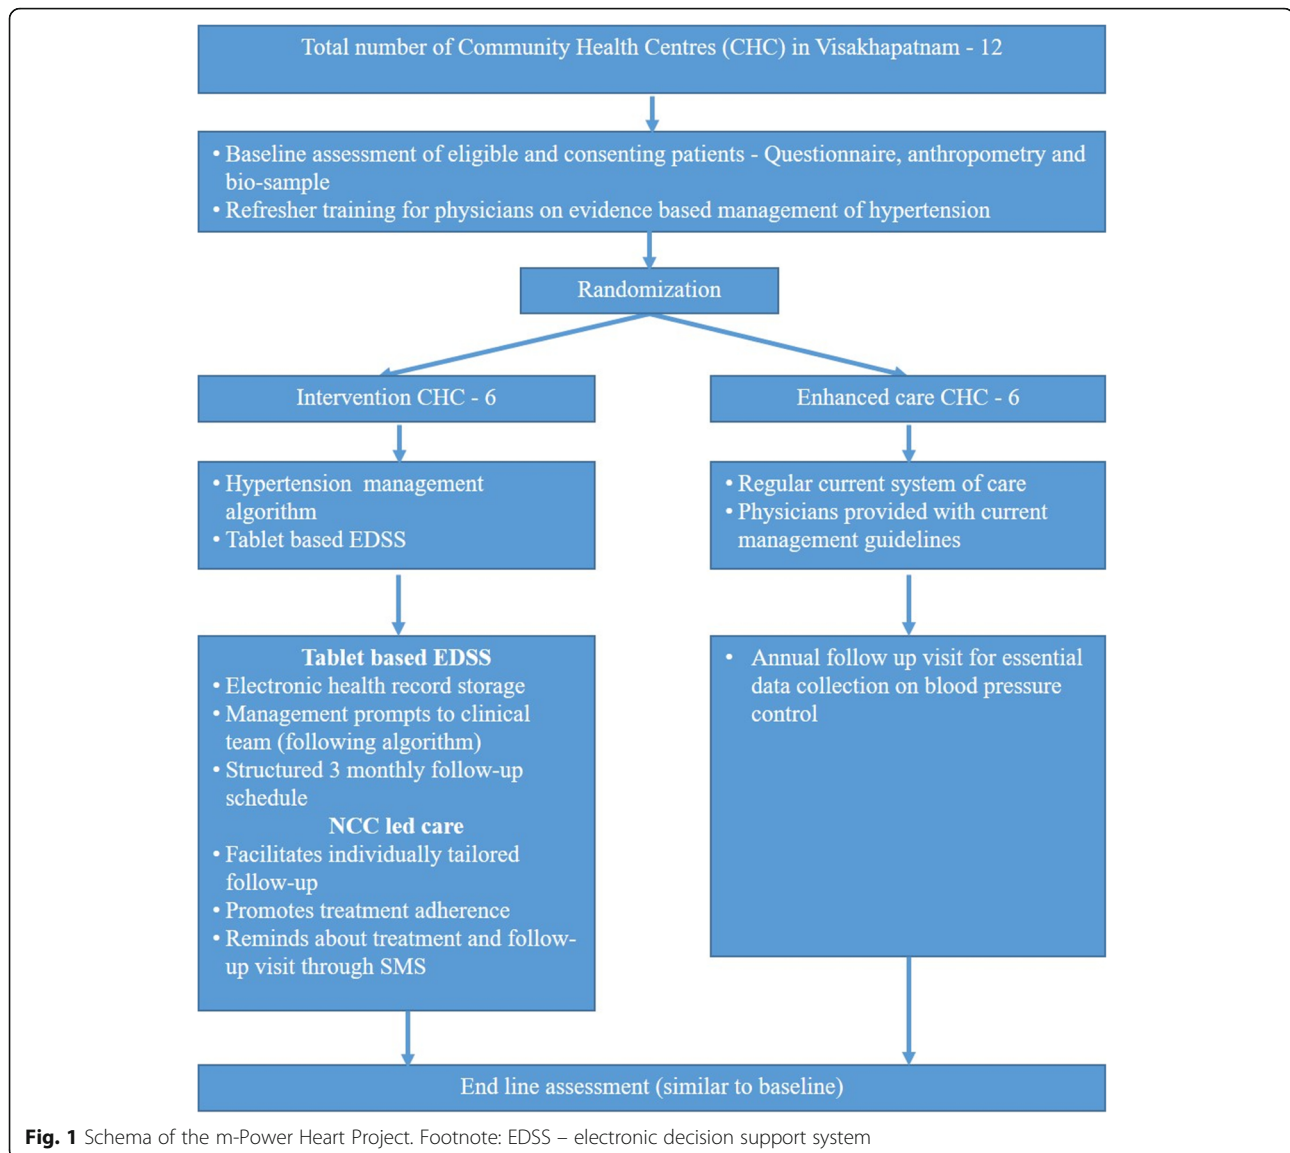 Total number of Community Health Centres (CHC) in Visakhapatnam - 12
• Baseline assessment of eligible and consenting patients - Questionnaire, anthropometry and
bio-sample
• Refresher training for physicians on evidence based management of hypertension
Randomization
Intervention CHC - 6
• Hypertension management
algorithm
• Tablet based EDSS
Tablet based EDSS
• Electronic health record storage
• Management prompts to clinical
team (following algorithm)
• Structured 3 monthly follow-up
schedule
NCC led care
• Facilitates individually tailored
follow-up
• Promotes treatment adherence
• Reminds about treatment and follow-
up visit through SMS
Enhanced care CHC - 6
• Regular current system of care
• Physicians provided with current
management guidelines
• Annual follow up visit for essential
data collection on blood pressure
control
End line assessment (similar to baseline)
Fig. 1 Schema of the m-Power Heart Project. Footnote: EDSS – electronic decision support system